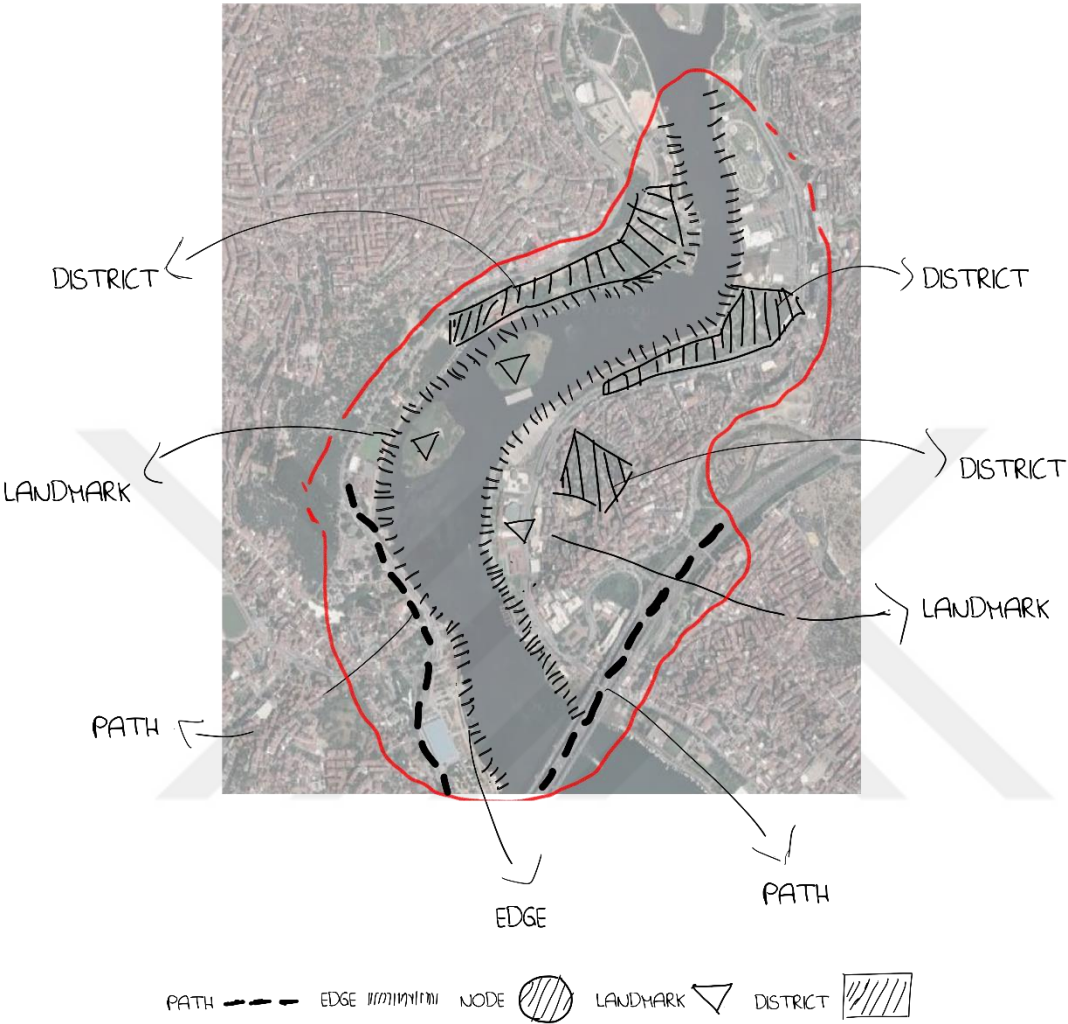 DISTRICT
DISTRICT
DISTRICT
LANDMARK
LANDMARK
PATH
PATH
EDGE
PATH EDGE NODE LANDMARK DISTRICT